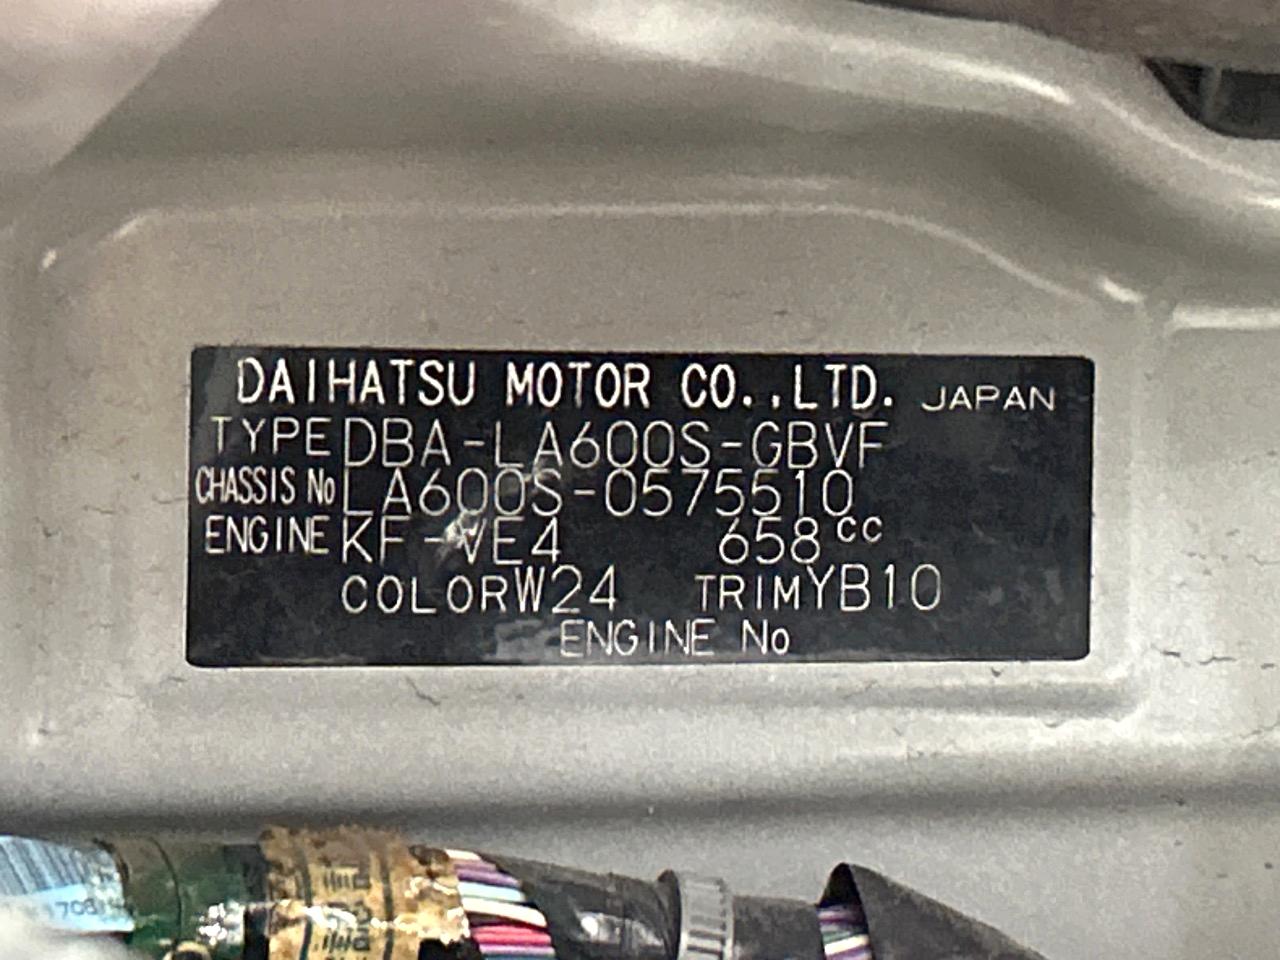 DAIHATSU MOTOR CO.,LTD. JAPAN
TYPE DBA-LA600S-GBVF
CHASSIS No LA600S-0575510
ENGINE KF-VE4 658cc
COLOR W24 TRIM YB10
ENGINE No